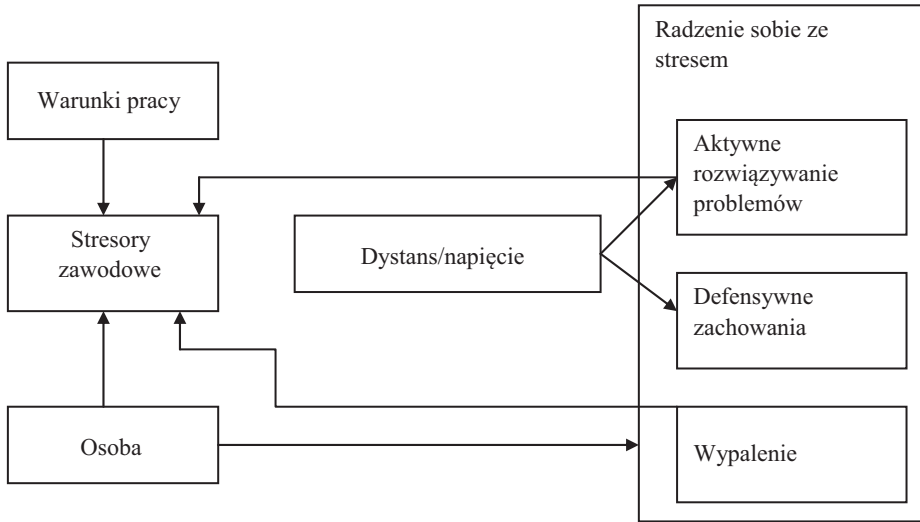 Radzenie sobie ze
stresem
Warunki pracy
Aktywne
rozwiązywanie
problemów
Stresory
zawodowe
Dystans/napięcie
Defensywne
zachowania
Osoba
Wypalenie